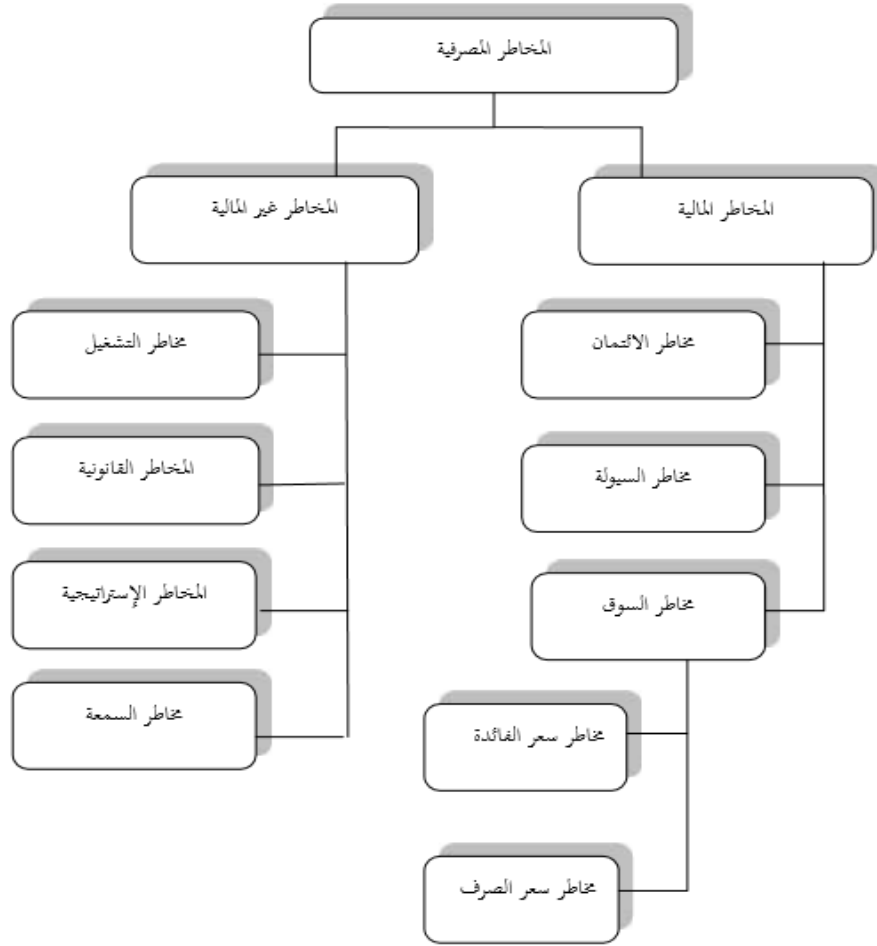 المخاطر المصرفية
المخاطر المالية
المخاطر غير المالية
مخاطر الائتمان
مخاطر التشغيل
مخاطر السيولة
المخاطر القانونية
مخاطر السوق
المخاطر الإستراتيجية
مخاطر سعر الفائدة
مخاطر السمعة
مخاطر سعر الصرف